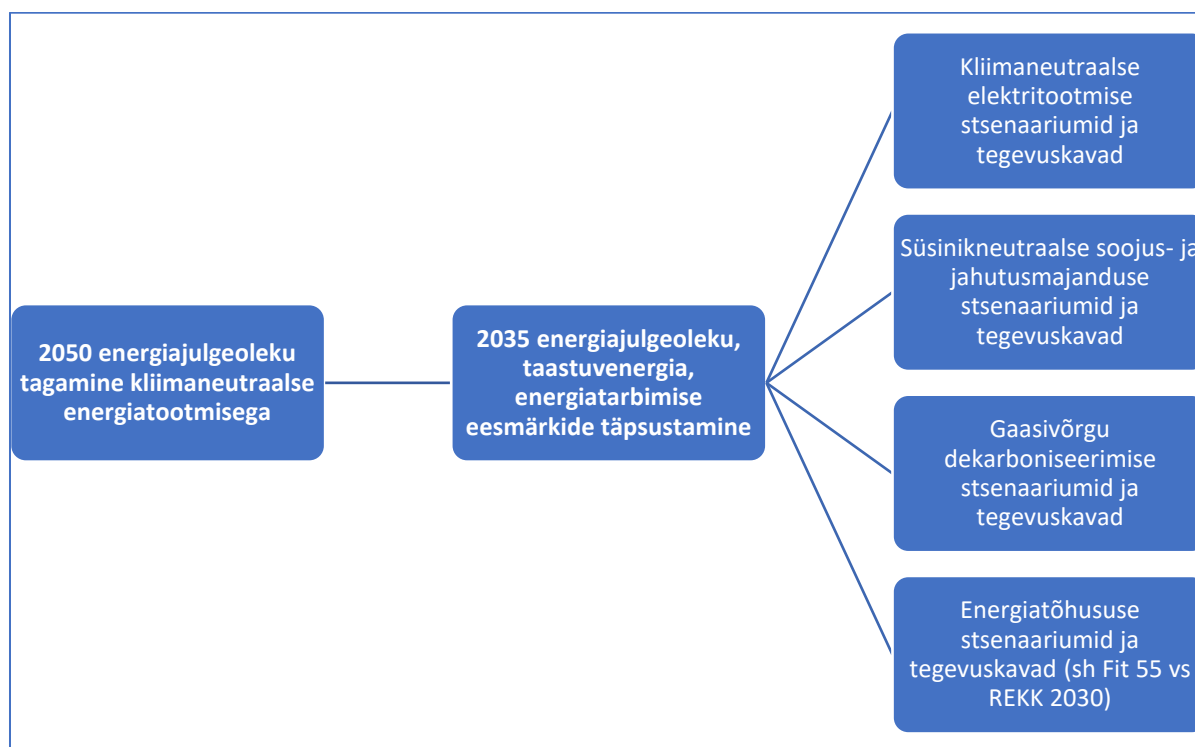 2050 energiajulgeoleku
tagamine kliimaneutraalse
energiatootmisega
2035 energiajulgeoleku,
taastuvenergia,
energiatarbimise
eesmärkide täpsustamine
Kliimaneutraalse
elektritootmise
stsenaariumid ja
tegevuskavad
Süsinikneutraalse soojus- ja
jahutusmajanduse
stsenaariumid ja
tegevuskavad
Gaasivõrgu
dekarboniseerimise
stsenaariumid ja
tegevuskavad
Energiatõhususe
stsenaariumid ja
tegevuskavad (sh Fit 55 vs
REKK 2030)